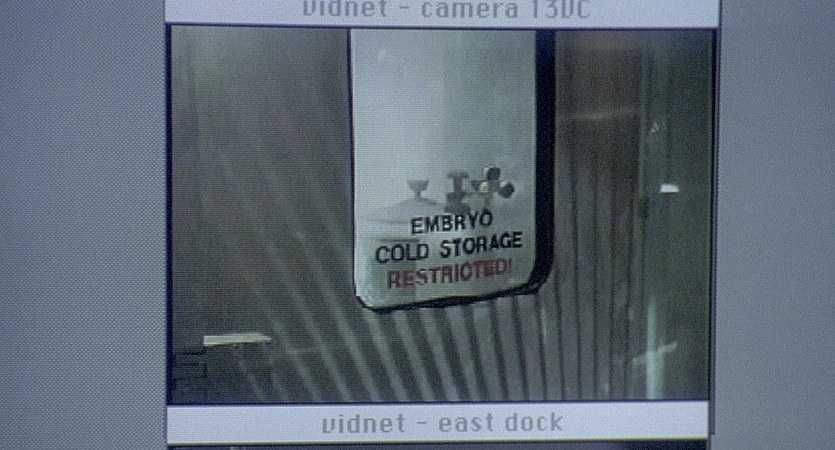 vidnet - camera 13VC
EMBRYO
COLD STORAGE
RESTRICTED!
vidnet - east dock